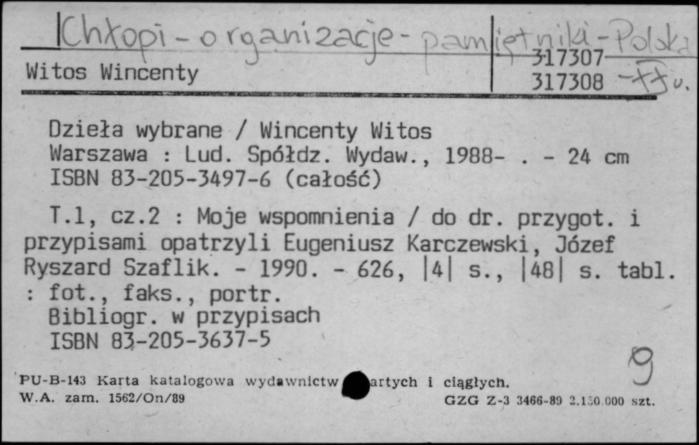 Chłopi - organizacje - pamiętniki - Polska
317307
Witos Wincenty 317308 - XX w.
Dzieła wybrane / Wincenty Witos
Warszawa : Lud. Spółdz. Wydaw., 1988- . - 24 cm
ISBN 83-205-3497-6 (całość)
T.1, cz.2 : Moje wspomnienia / do dr. przygot. i
przypisami opatrzyli Eugeniusz Karczewski, Józef
Ryszard Szaflik. - 1990. - 626, |4| s., |48| s. tabl.
: fot., faks., portr.
Bibliogr. w przypisach
ISBN 83-205-3637-5
9
PU-B-143 Karta katalogowa wydawnictw artych i ciągłych.
W.A. zam. 1562/On/89 GZG Z-3 3466-89 2.150.000 szt.